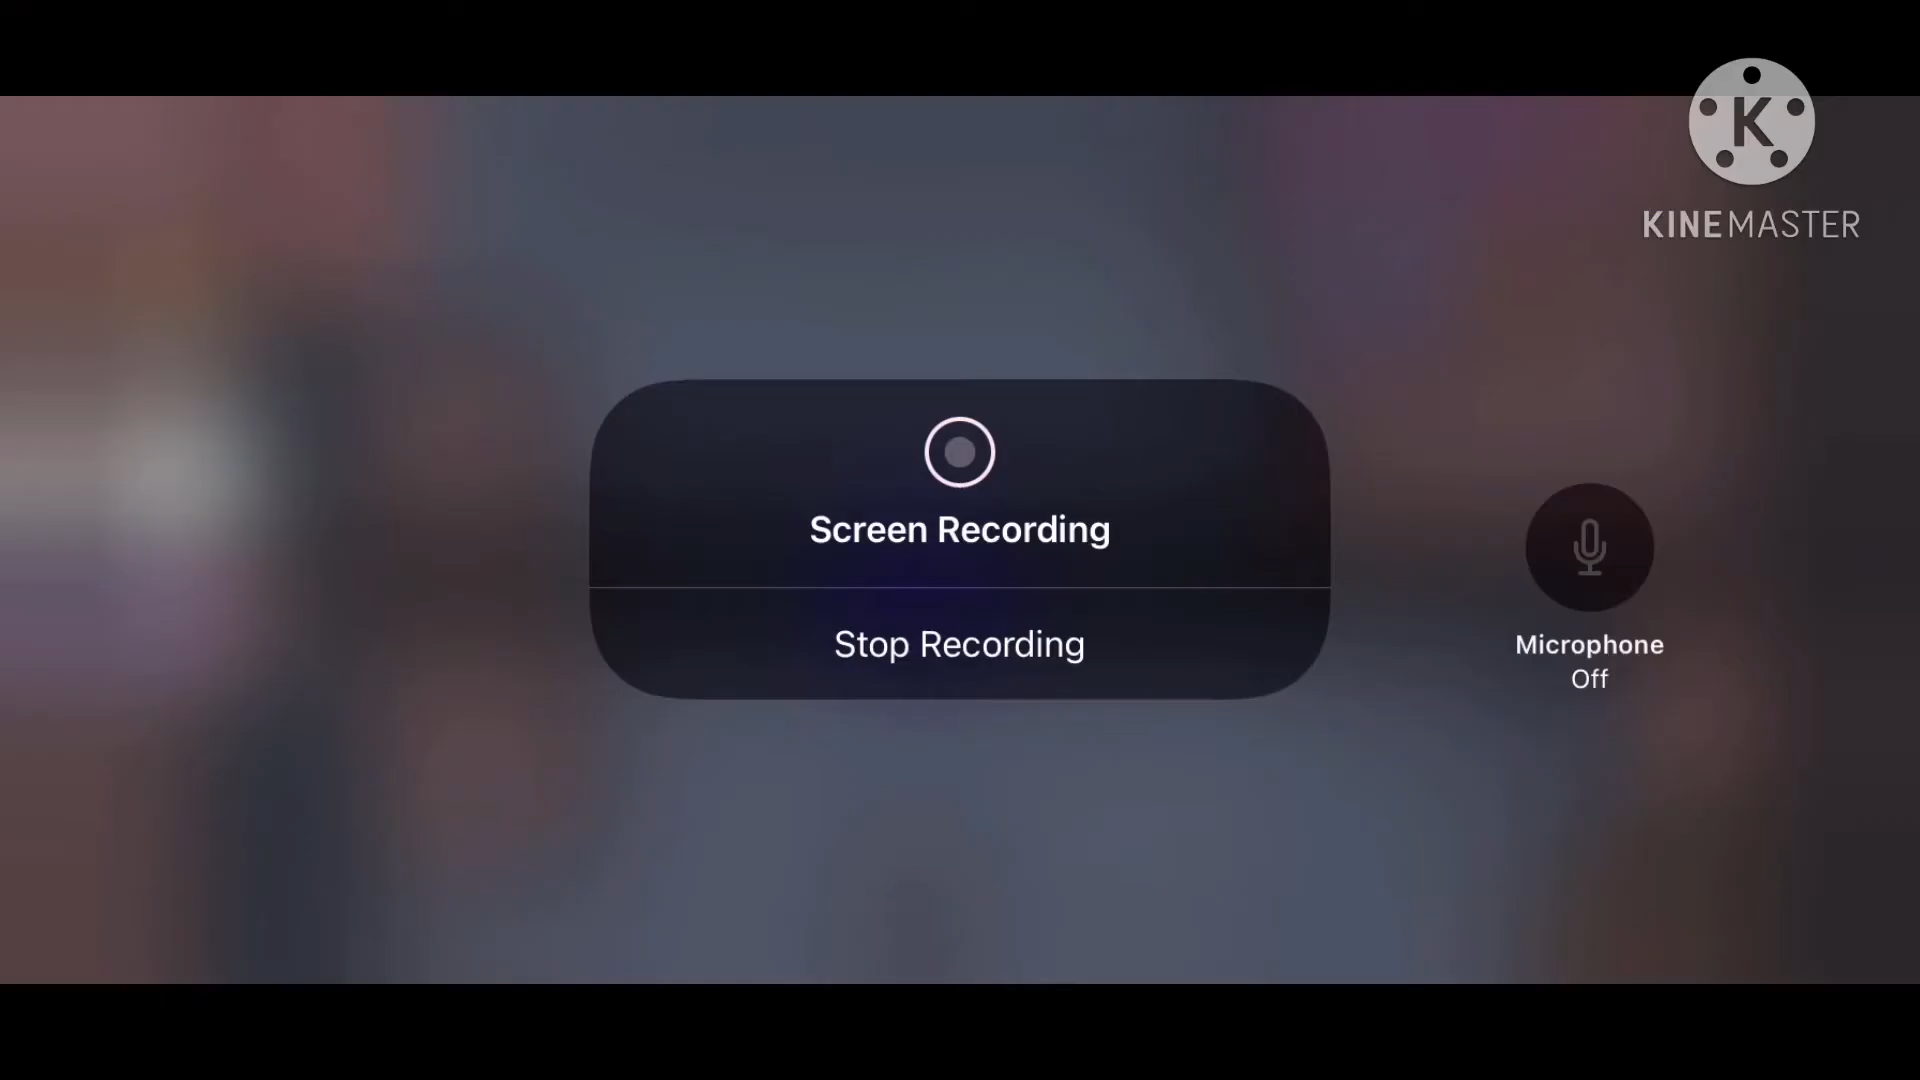 K
KINEMASTER
Screen Recording
Stop Recording
Microphone
Off